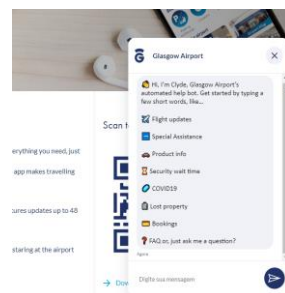 Glasgow Airport
Hi, I'm Clyde, Glasgow Airport's
automated help bot. Get started by typing a
few short words, like...
Flight updates
Special Assistance
Product info
Security wait time
COVID19
Lost property
Bookings
FAQ or, just ask me a question?
Agora
Digite sua mensagem
Scan t
erything you need, just
app makes travelling
tures updates up to 48
staring at the airport
Dow